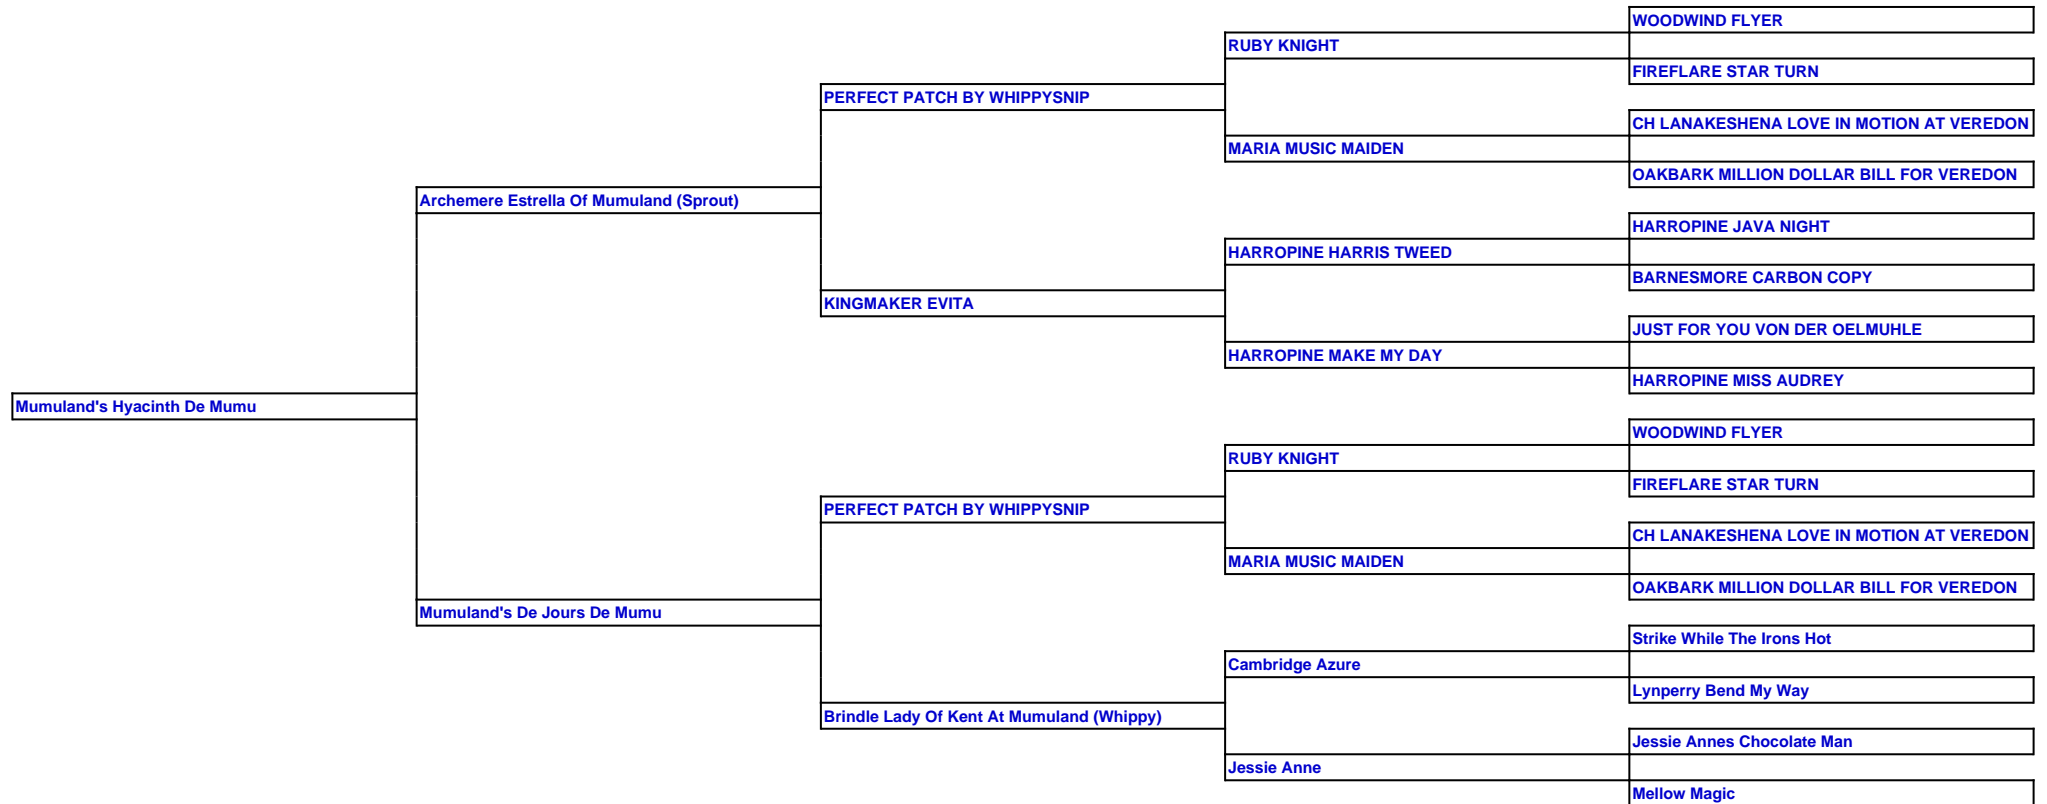 WOODWIND FLYER
RUBY KNIGHT
FIREFLARE STAR TURN
PERFECT PATCH BY WHIPPYSNIP
CH LANAKESHENA LOVE IN MOTION AT VEREDON
MARIA MUSIC MAIDEN
OAKBARK MILLION DOLLAR BILL FOR VEREDON
Archemere Estrella Of Mumuland (Sprout)
HARROPINE JAVA NIGHT
HARROPINE HARRIS TWEED
BARNESMORE CARBON COPY
KINGMAKER EVITA
JUST FOR YOU VON DER OELMUHLE
HARROPINE MAKE MY DAY
HARROPINE MISS AUDREY
Mumuland's Hyacinth De Mumu
WOODWIND FLYER
RUBY KNIGHT
FIREFLARE STAR TURN
PERFECT PATCH BY WHIPPYSNIP
CH LANAKESHENA LOVE IN MOTION AT VEREDON
MARIA MUSIC MAIDEN
OAKBARK MILLION DOLLAR BILL FOR VEREDON
Mumuland's De Jours De Mumu
Strike While The Irons Hot
Cambridge Azure
Lynperry Bend My Way
Brindle Lady Of Kent At Mumuland (Whippy)
Jessie Annes Chocolate Man
Jessie Anne
Mellow Magic